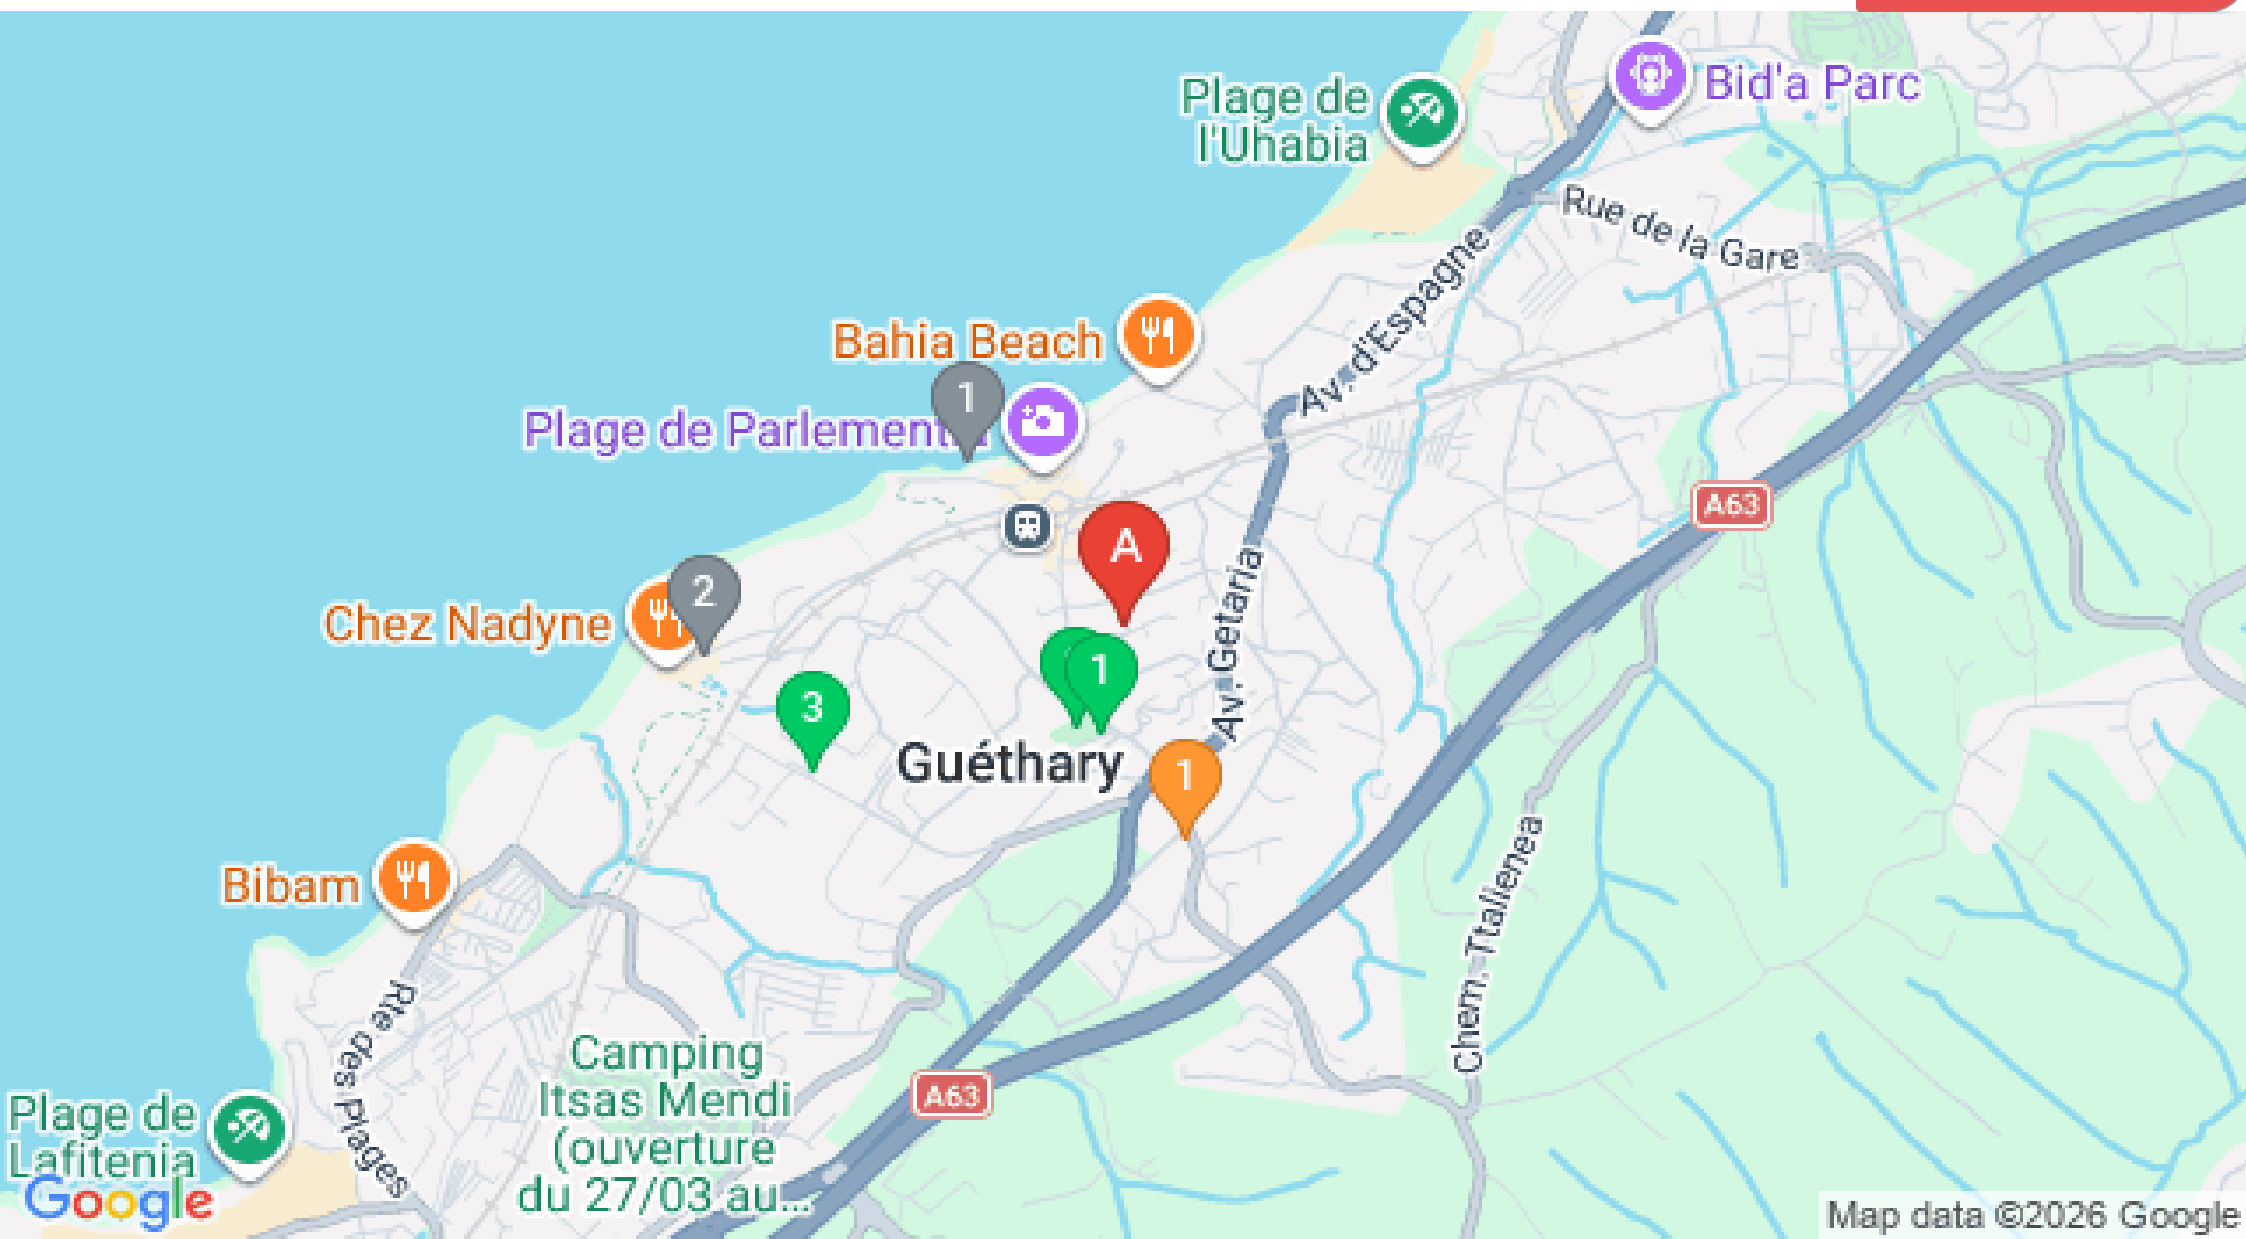 Plage de
l'Uhabia
Bid'a Parc
Rue de la Gare
Av. d'Espagne
Bahia Beach
1
Plage de Parlement
A63
A
Av. Getaria
2
Chez Nadyne
1
3
Guéthary
1
Bibam
Chem. Ttalienea
Rte des Plages
Camping
Itsas Mendi
(ouverture
du 27/03 au...
A63
Plage de
Lafitenia
Google
Map data ©2026 Google